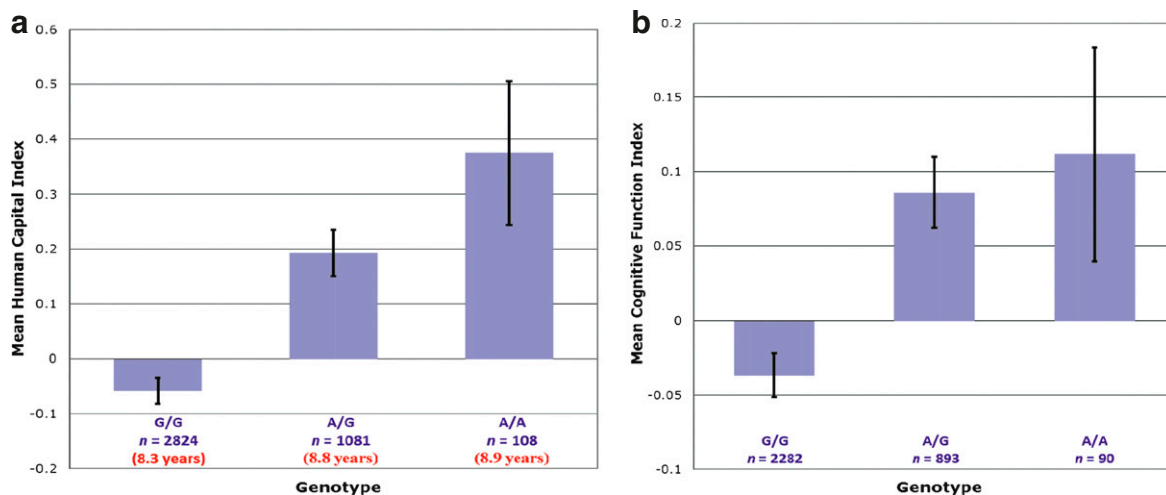 a
Mean Human Capital Index
0.6
0.5
0.4
0.3
0.2
0.1
0
-0.1
-0.2
G/G
n = 2824
(8.3 years)
A/G
n = 1081
(8.8 years)
A/A
n = 108
(8.9 years)
Genotype
b
Mean Cognitive Function Index
0.2
0.15
0.1
0.05
0
-0.05
-0.1
G/G
n = 2282
A/G
n = 893
A/A
n = 90
Genotype